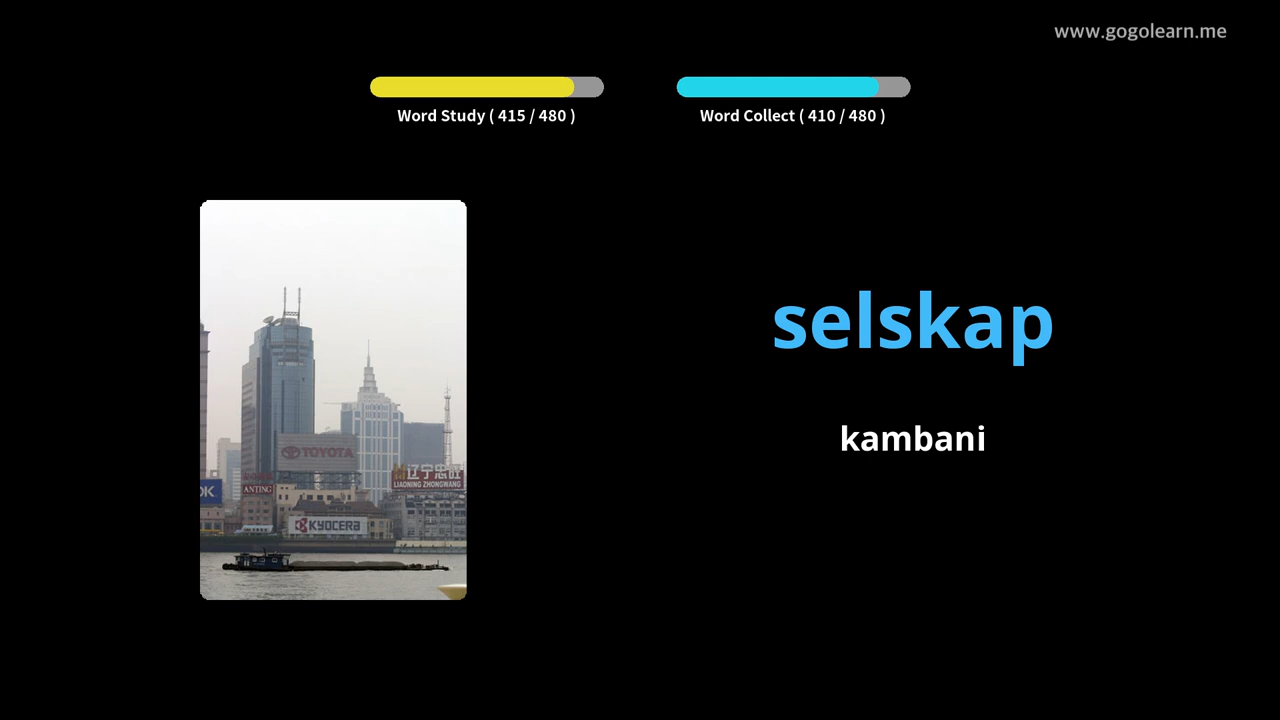 www.gogolearn.me
Word Study ( 415 / 480 )
Word Collect ( 410 / 480 )
selskap
kambani
TOYOTA
辽宁忠旺
LIAONING ZHONGWANG
OK
ANTING
KYOCERA